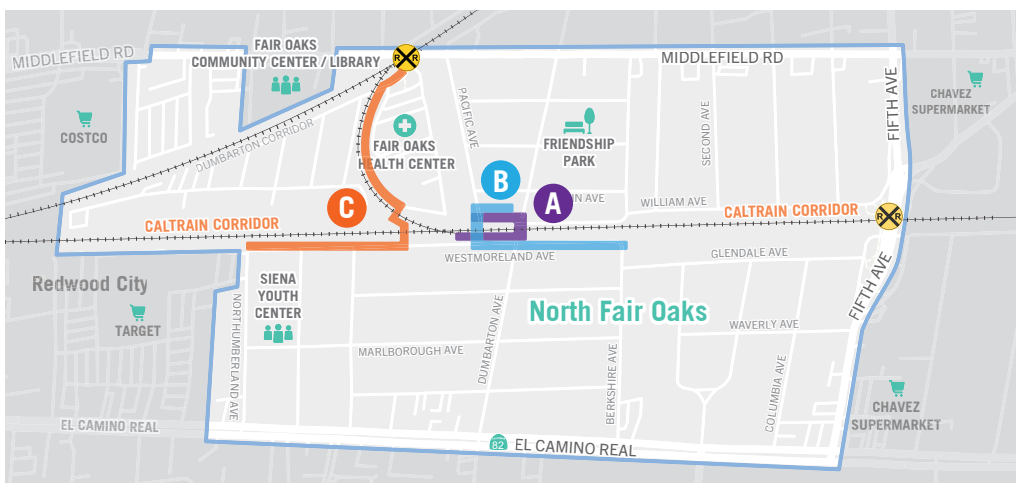 MIDDLEFIELD RD
FAIR OAKS
COMMUNITY CENTER / LIBRARY
R R
MIDDLEFIELD RD
FIFTH AVE
CHAVEZ
SUPERMARKET
COSTCO
DUMBARTON CORRIDOR
PACIFIC AVE
FAIR OAKS
HEALTH CENTER
FRIENDSHIP
PARK
SECOND AVE
B
A
C
AVE
WILLIAM AVE
CALTRAIN CORRIDOR
CALTRAIN CORRIDOR
R R
WESTMORELAND AVE
GLENDALE AVE
Redwood City
SIENA
YOUTH
CENTER
TARGET
NORTHUMBERLAND AVE
North Fair Oaks
FIFTH AVE
DUMBARTON AVE
WAVERLY AVE
MARLBOROUGH AVE
BERKSHIRE AVE
COLUMBIA AVE
CHAVEZ
SUPERMARKET
EL CAMINO REAL
82 EL CAMINO REAL